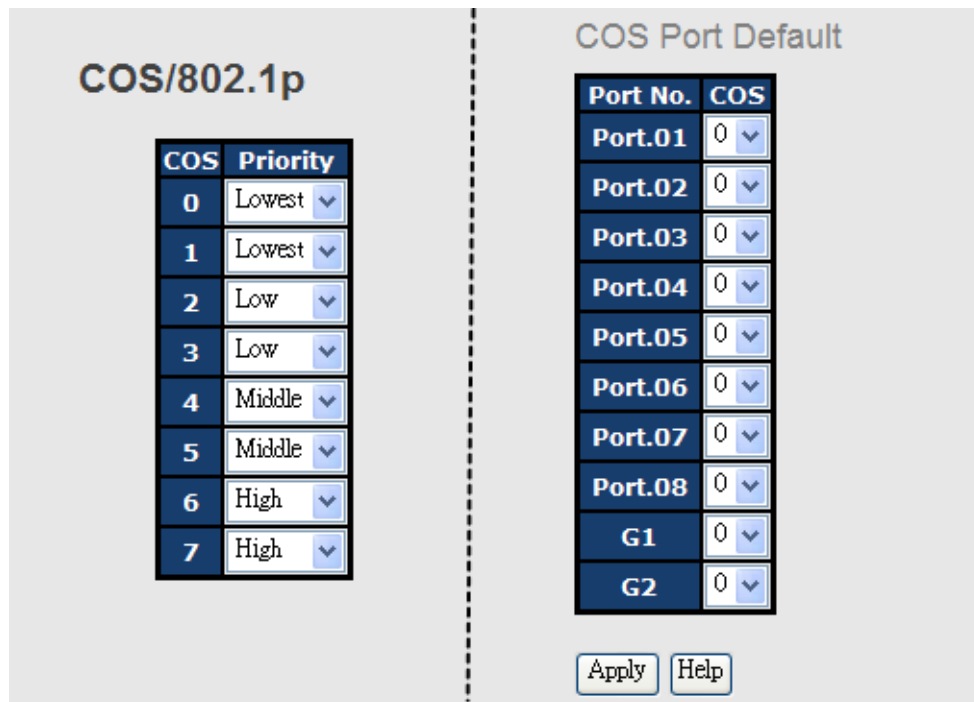 COS/802.1p
COS Priority
0 Lowest
1 Lowest
2 Low
3 Low
4 Middle
5 Middle
6 High
7 High
COS Port Default
Port No. COS
Port.01 0
Port.02 0
Port.03 0
Port.04 0
Port.05 0
Port.06 0
Port.07 0
Port.08 0
G1 0
G2 0
Apply Help